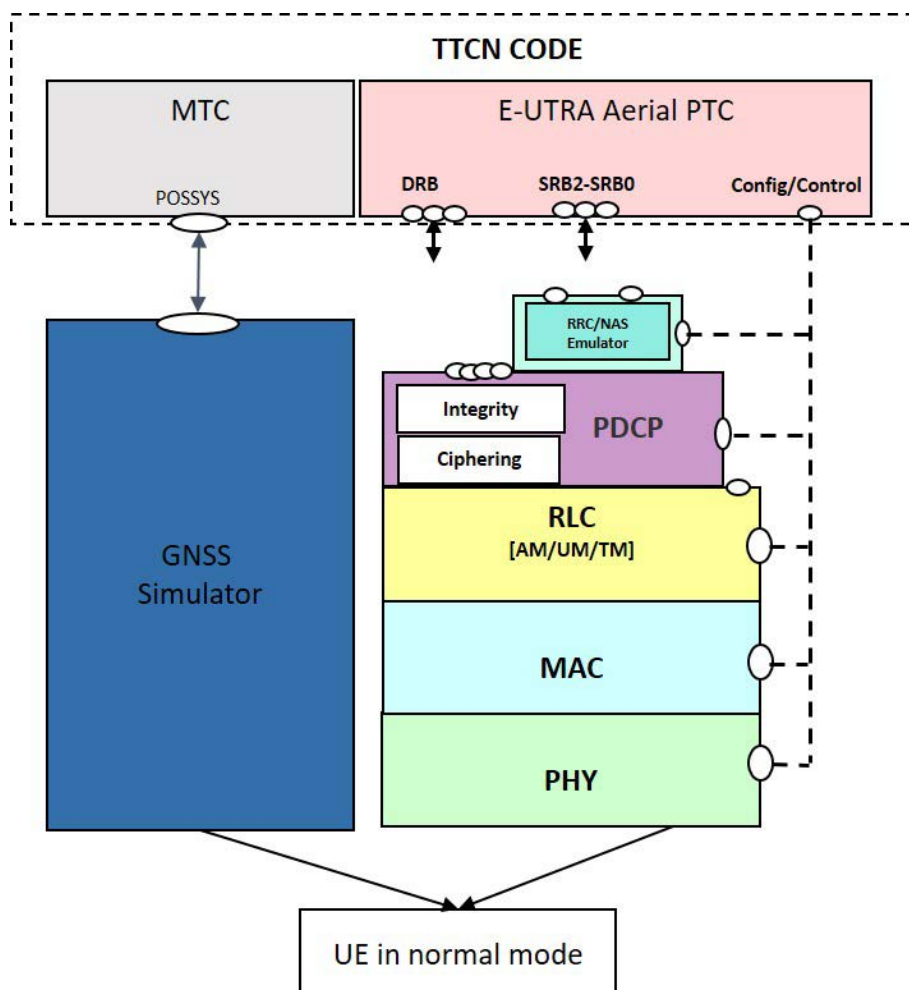 TTCN CODE
MTC
E-UTRA Aerial PTC
DRB
SRB2-SRB0
Config/Control
POSSYS
RRC/NAS
Emulator
Integrity
PDCP
Ciphering
RLC
[AM/UM/TM]
GNSS
Simulator
MAC
PHY
UE in normal mode